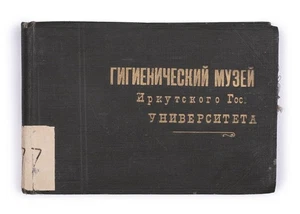 ГИГИЕНИЧЕСКИЙ МУЗЕЙ
Иркутского Гос.
УНИВЕРСИТЕТА